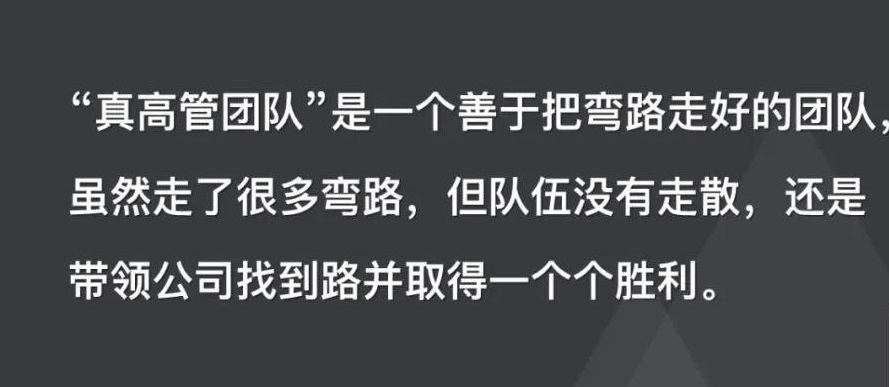 “真高管团队”是一个善于把弯路走好的团队，
虽然走了很多弯路，但队伍没有走散，还是
带领公司找到路并取得一个个胜利。